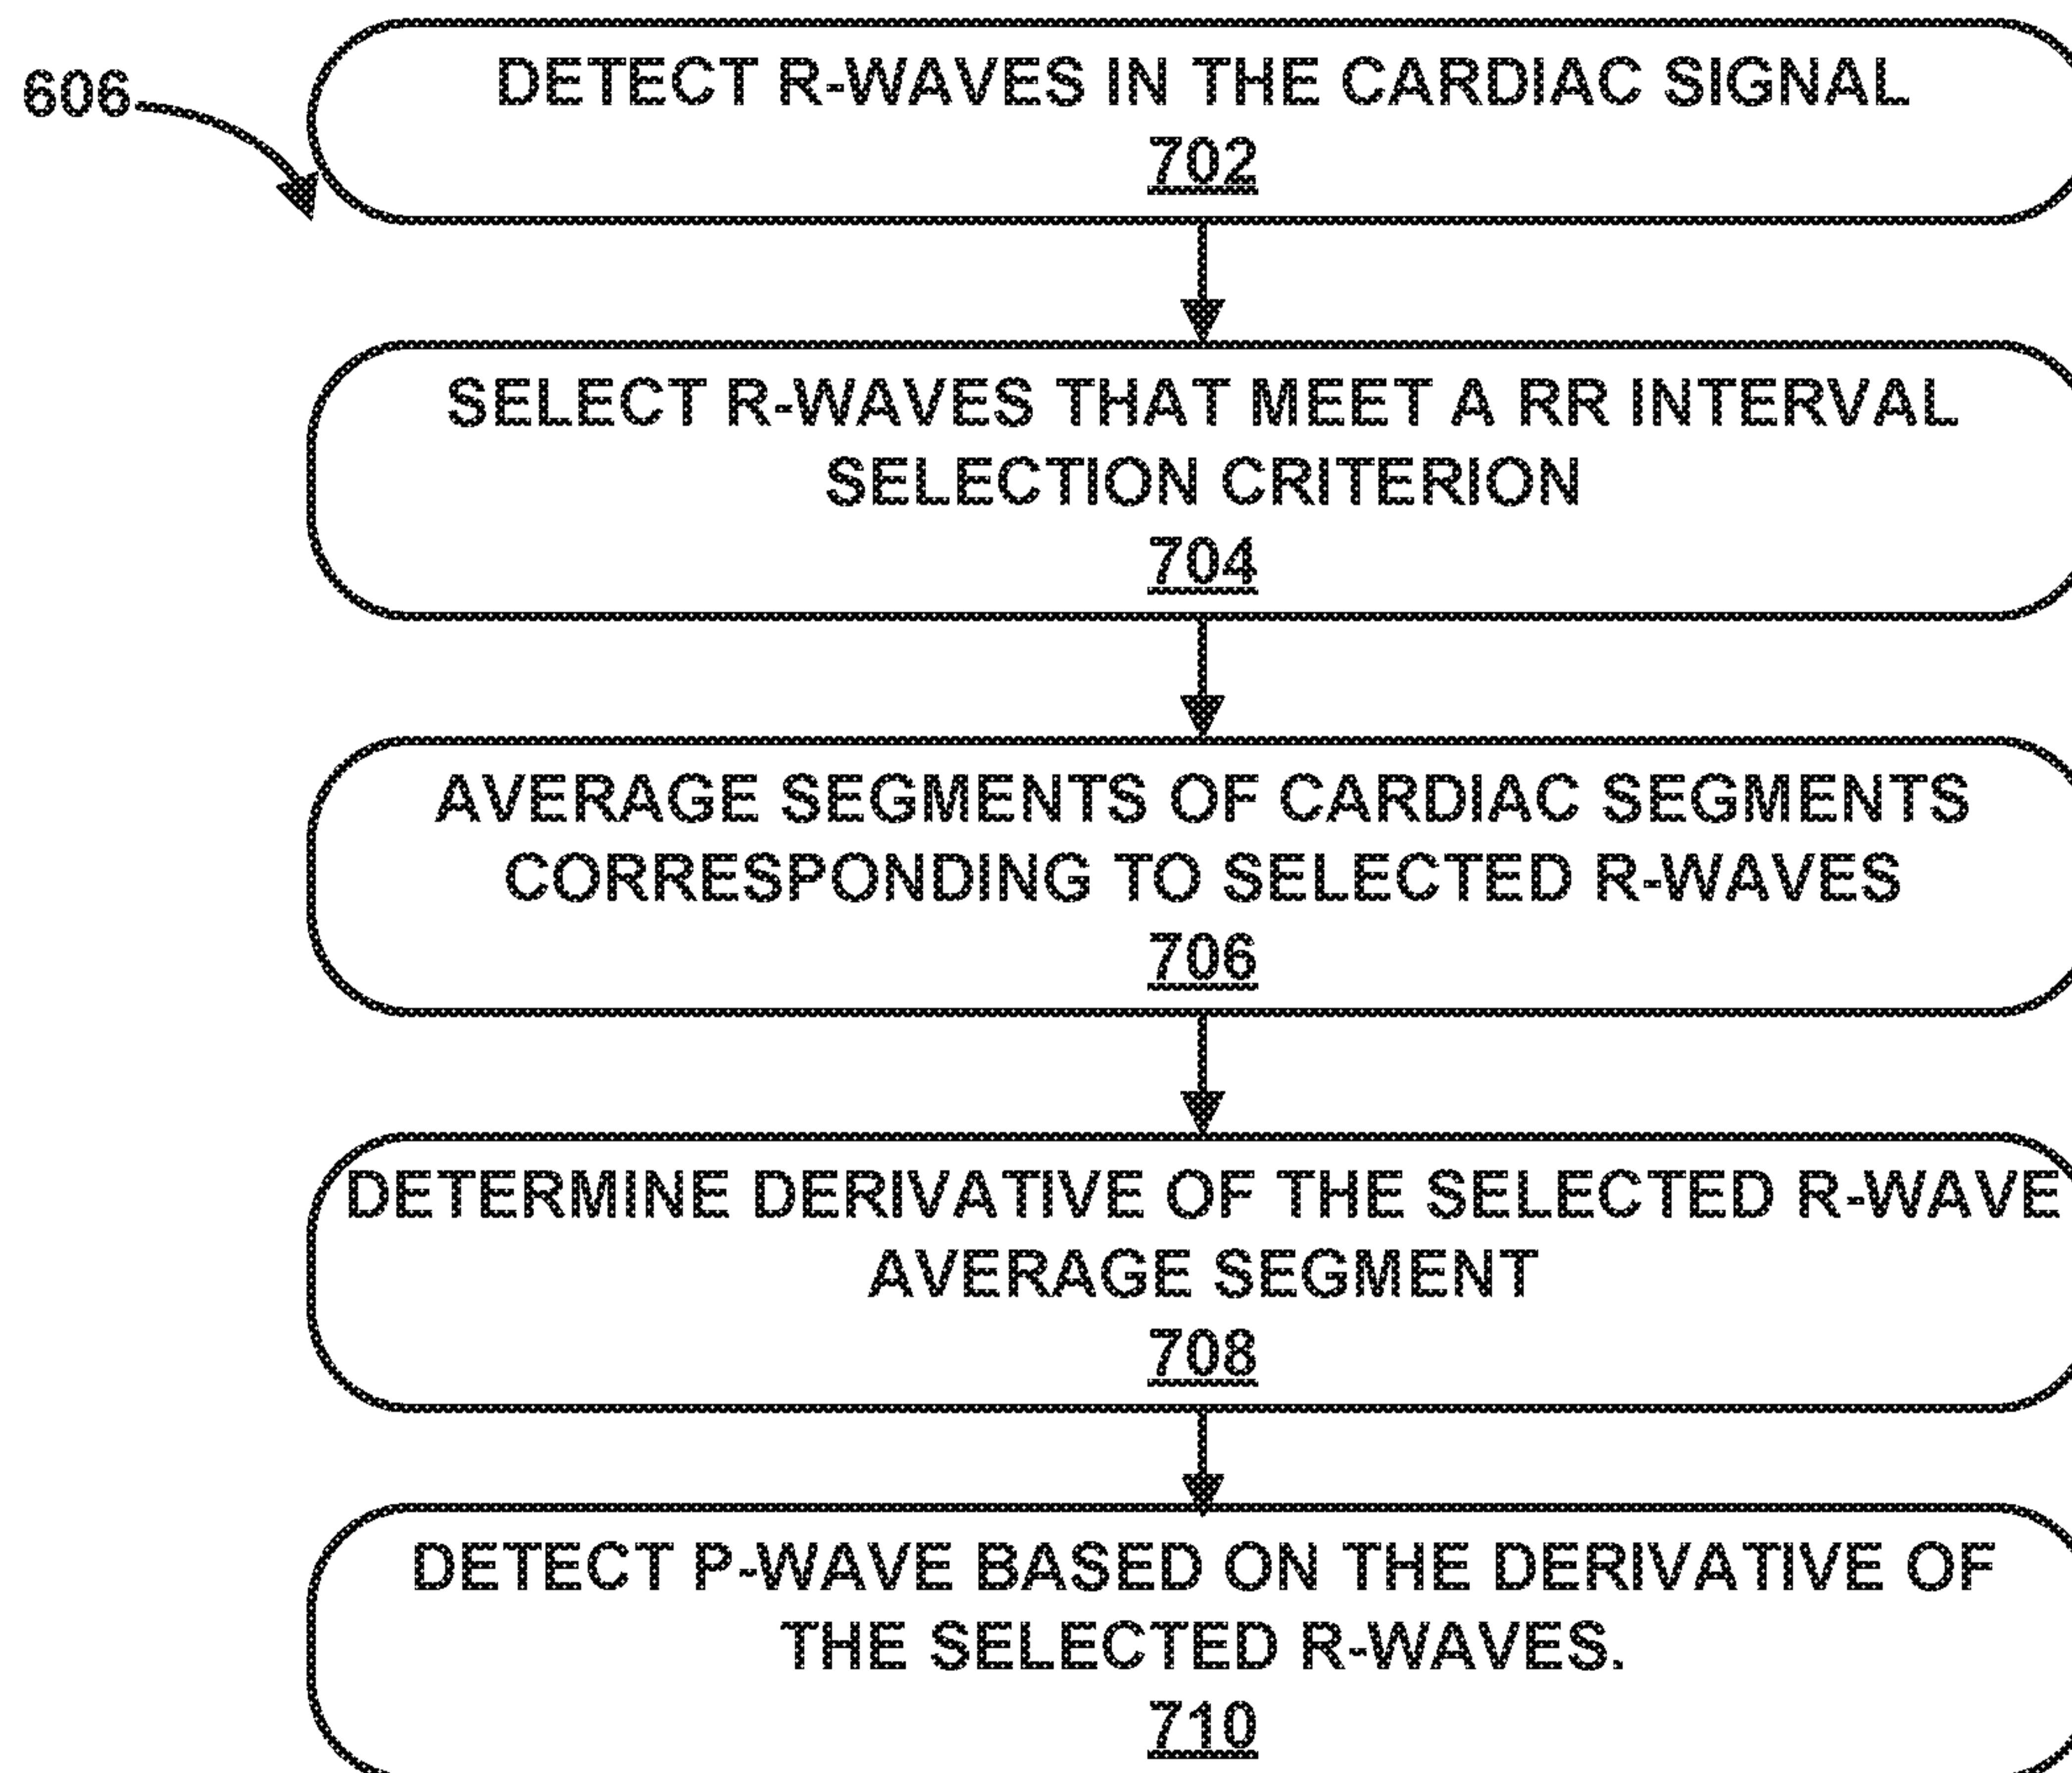 606
DETECT R-WAVES IN THE CARDIAC SIGNAL
702
SELECT R-WAVES THAT MEET A RR INTERVAL
SELECTION CRITERION
704
AVERAGE SEGMENTS OF CARDIAC SEGMENTS
CORRESPONDING TO SELECTED R-WAVES
706
DETERMINE DERIVATIVE OF THE SELECTED R-WAVE
AVERAGE SEGMENT
708
DETECT P-WAVE BASED ON THE DERIVATIVE OF
THE SELECTED R-WAVES.
710